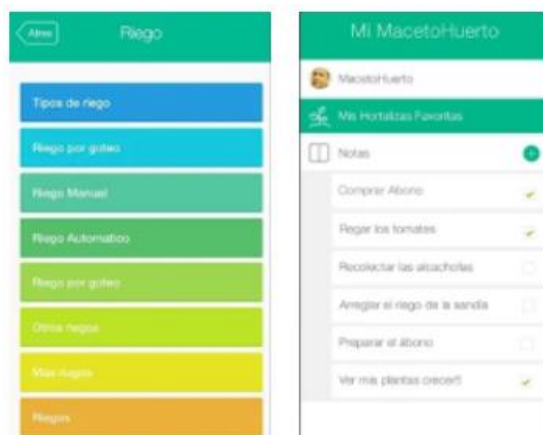 Atras
Riego
Tipos de riego
Riego por goteo
Riego Manual
Riego Automatico
Riego por goteo
Otros riegos
Mas riegos
Riegos
Mi MacetoHuerto
MacetoHuerto
Mis Hortalizas Favoritas
Notas
Comprar Abono
Regar los tomates
Recolectar las alcachofas
Arreglar el riego de la sandía
Preparar el abono
Ver mis plantas crecer!!